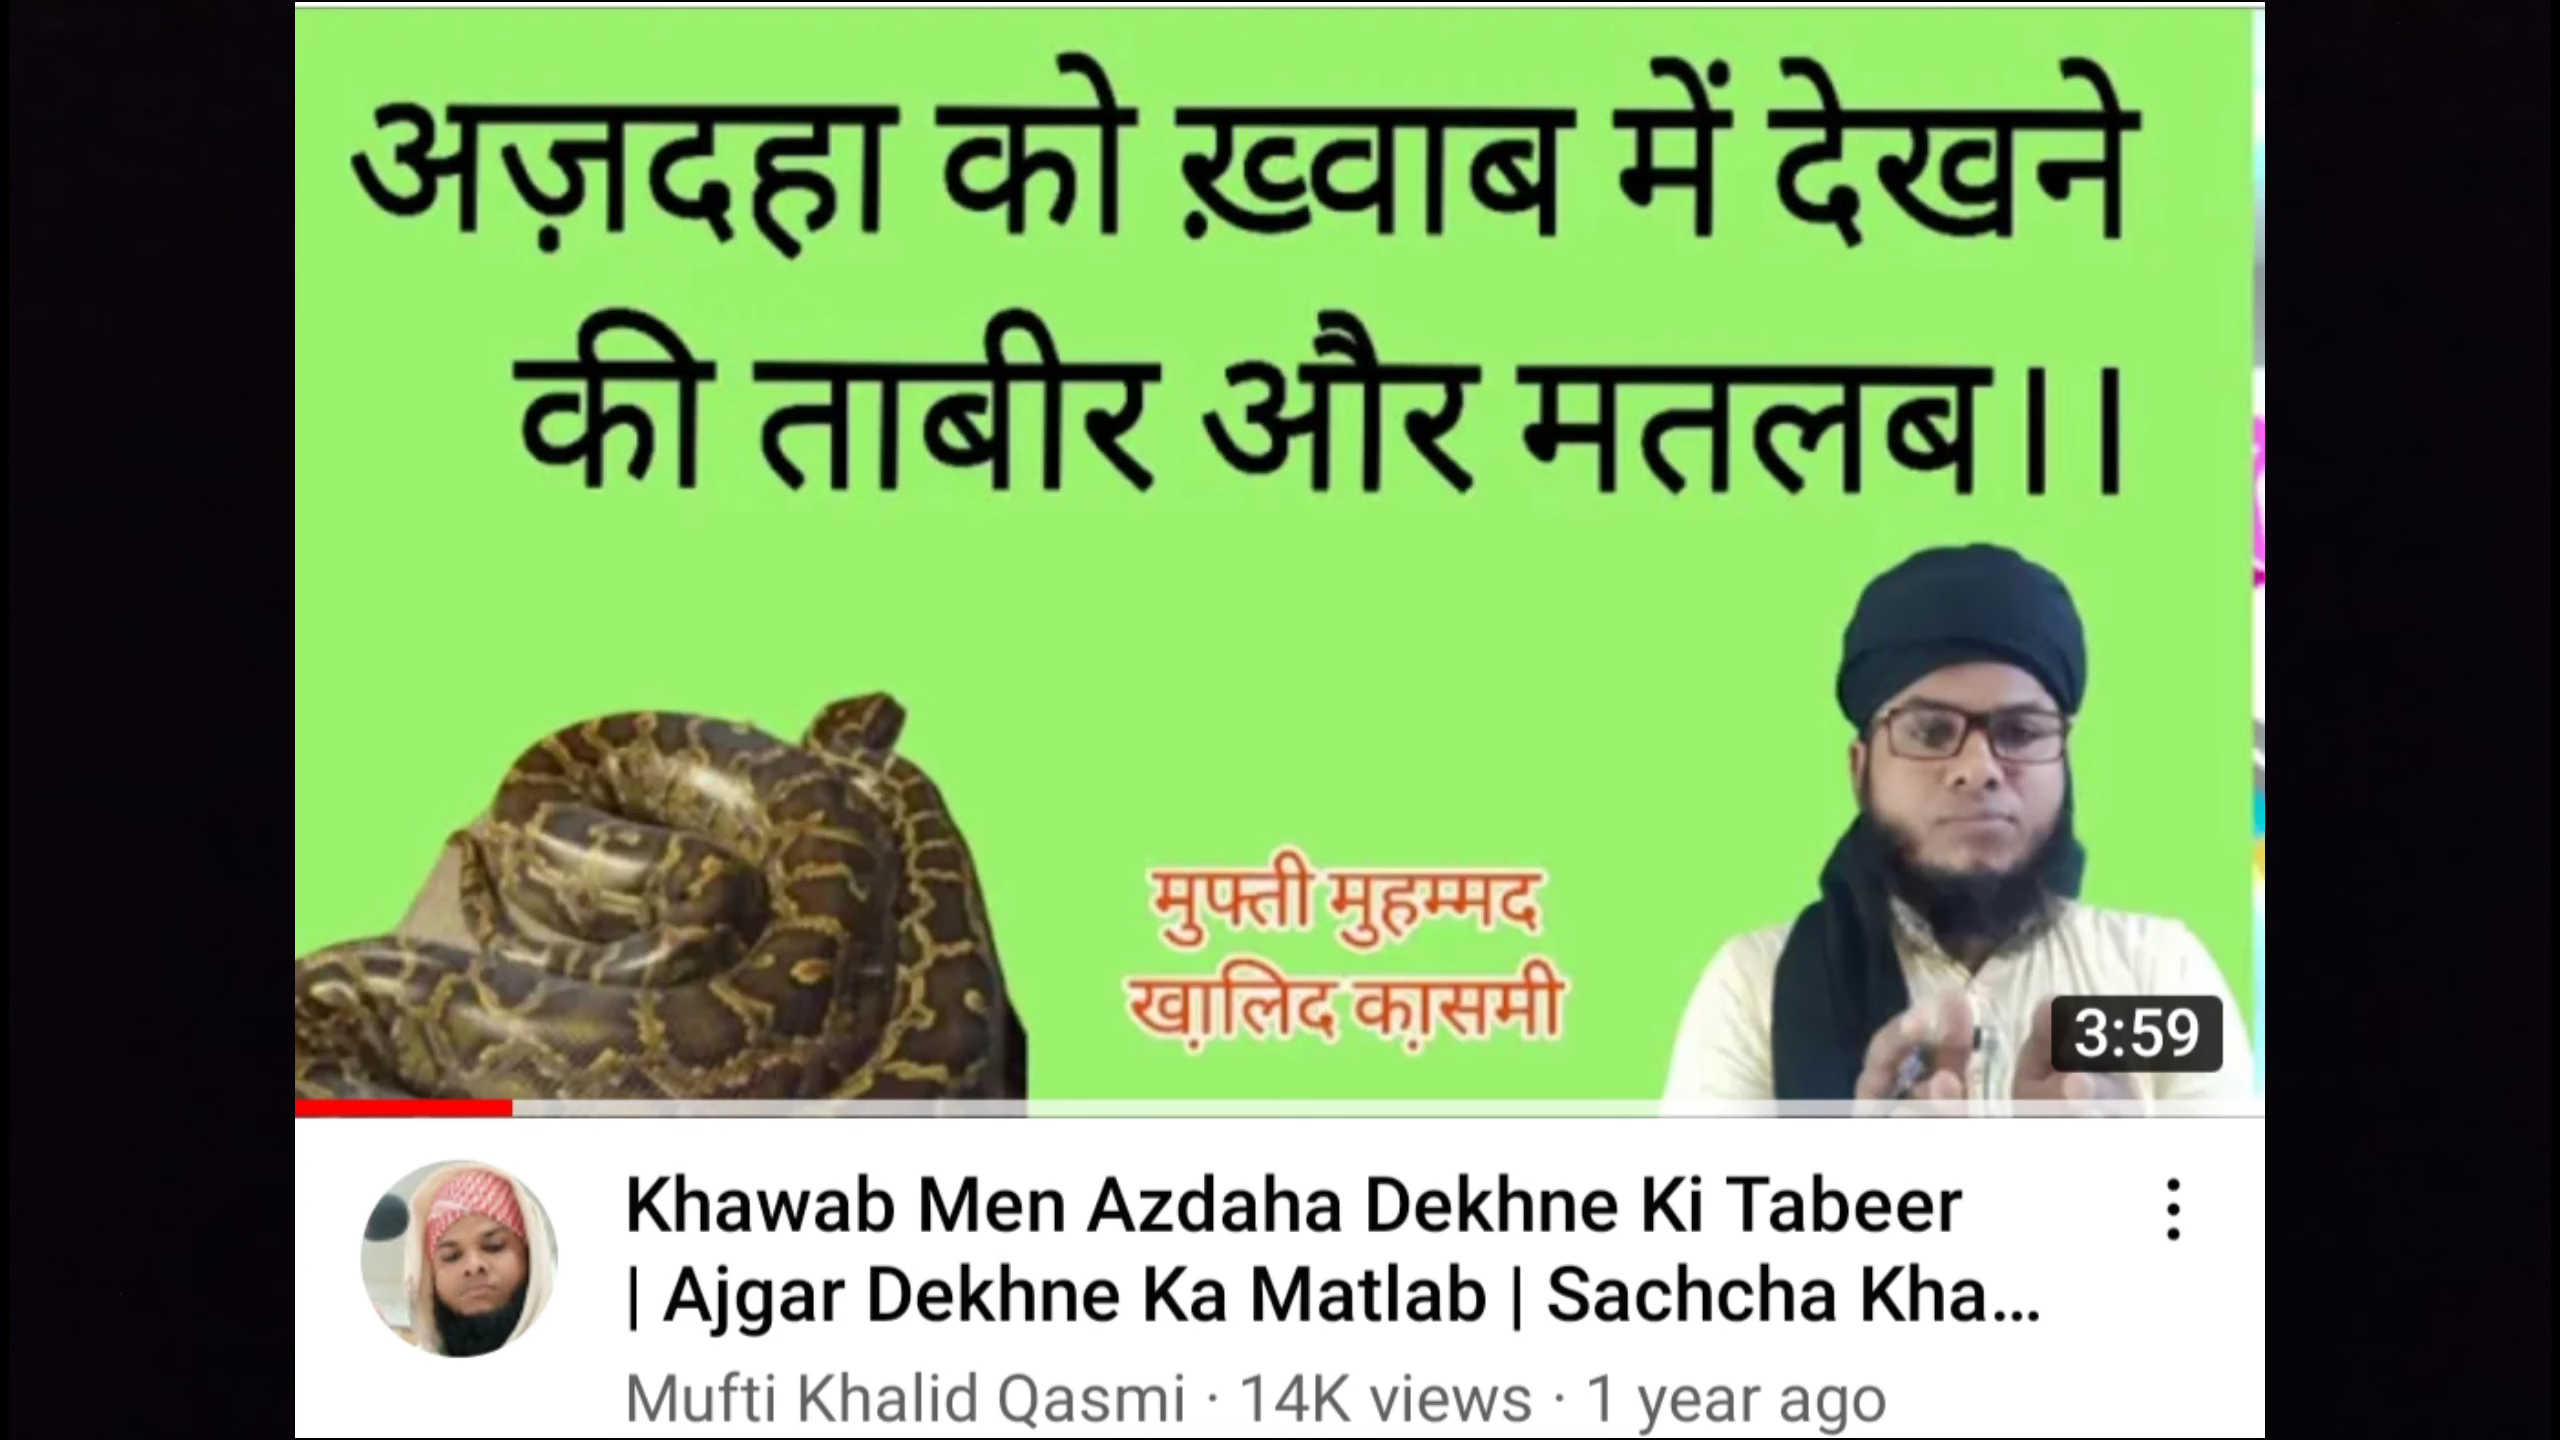 अज़दहा को ख़्वाब में देखने
की ताबीर और मतलब।।
मुफ्ती मुहम्मद
खा़लिद का़समी
3:59
Khawab Men Azdaha Dekhne Ki Tabeer
| Ajgar Dekhne Ka Matlab | Sachcha Kha...
Mufti Khalid Qasmi · 14K views · 1 year ago